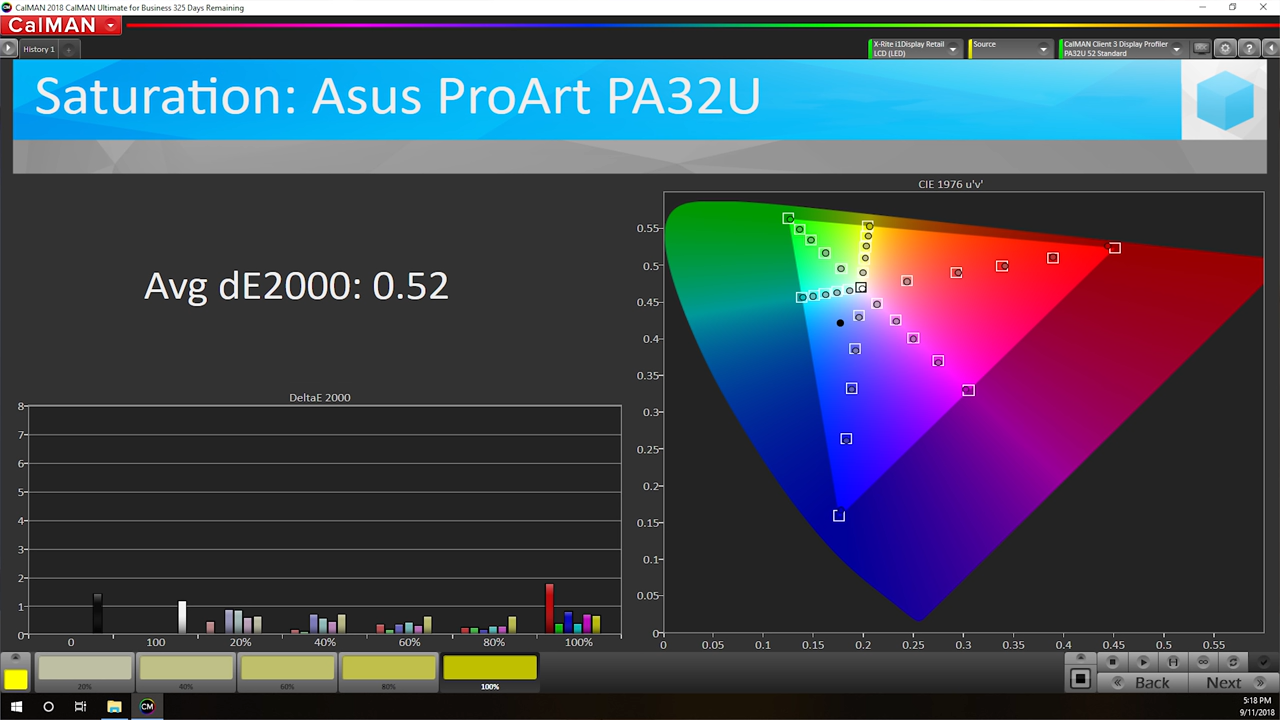 CalMAN 2018 CalMAN Ultimate for Business 325 Days Remaining
CalMAN
History 1
X-Rite i1Display Retail
LCD (LED)
Source
CalMAN Client 3 Display Profiler
PA32U 52 Standard
Saturation: Asus ProArt PA32U
CIE 1976 u'v'
Avg dE2000: 0.52
0.55
0.5
0.45
0.4
0.35
0.3
0.25
0.2
0.15
0.1
0.05
0
0 0.05 0.1 0.15 0.2 0.25 0.3 0.35 0.4 0.45 0.5 0.55
DeltaE 2000
8
7
6
5
4
3
2
1
0
0 100 20% 40% 60% 80% 100%
20% 40% 60% 80% 100%
Back Next
CM
5:18 PM
9/11/2018